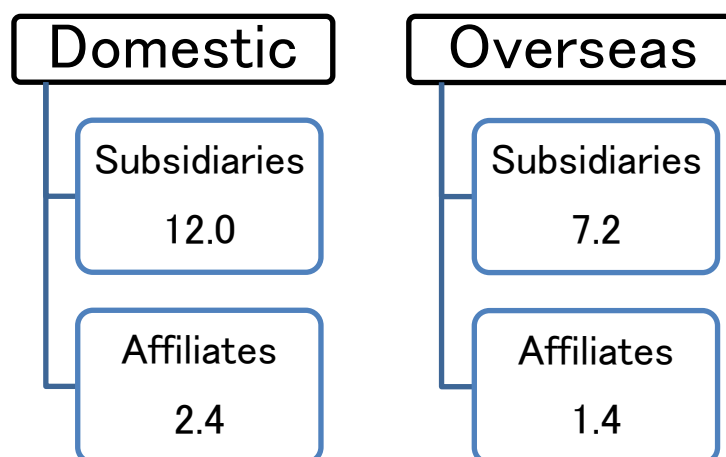 Domestic
Subsidiaries
12.0
Affiliates
2.4
Overseas
Subsidiaries
7.2
Affiliates
1.4